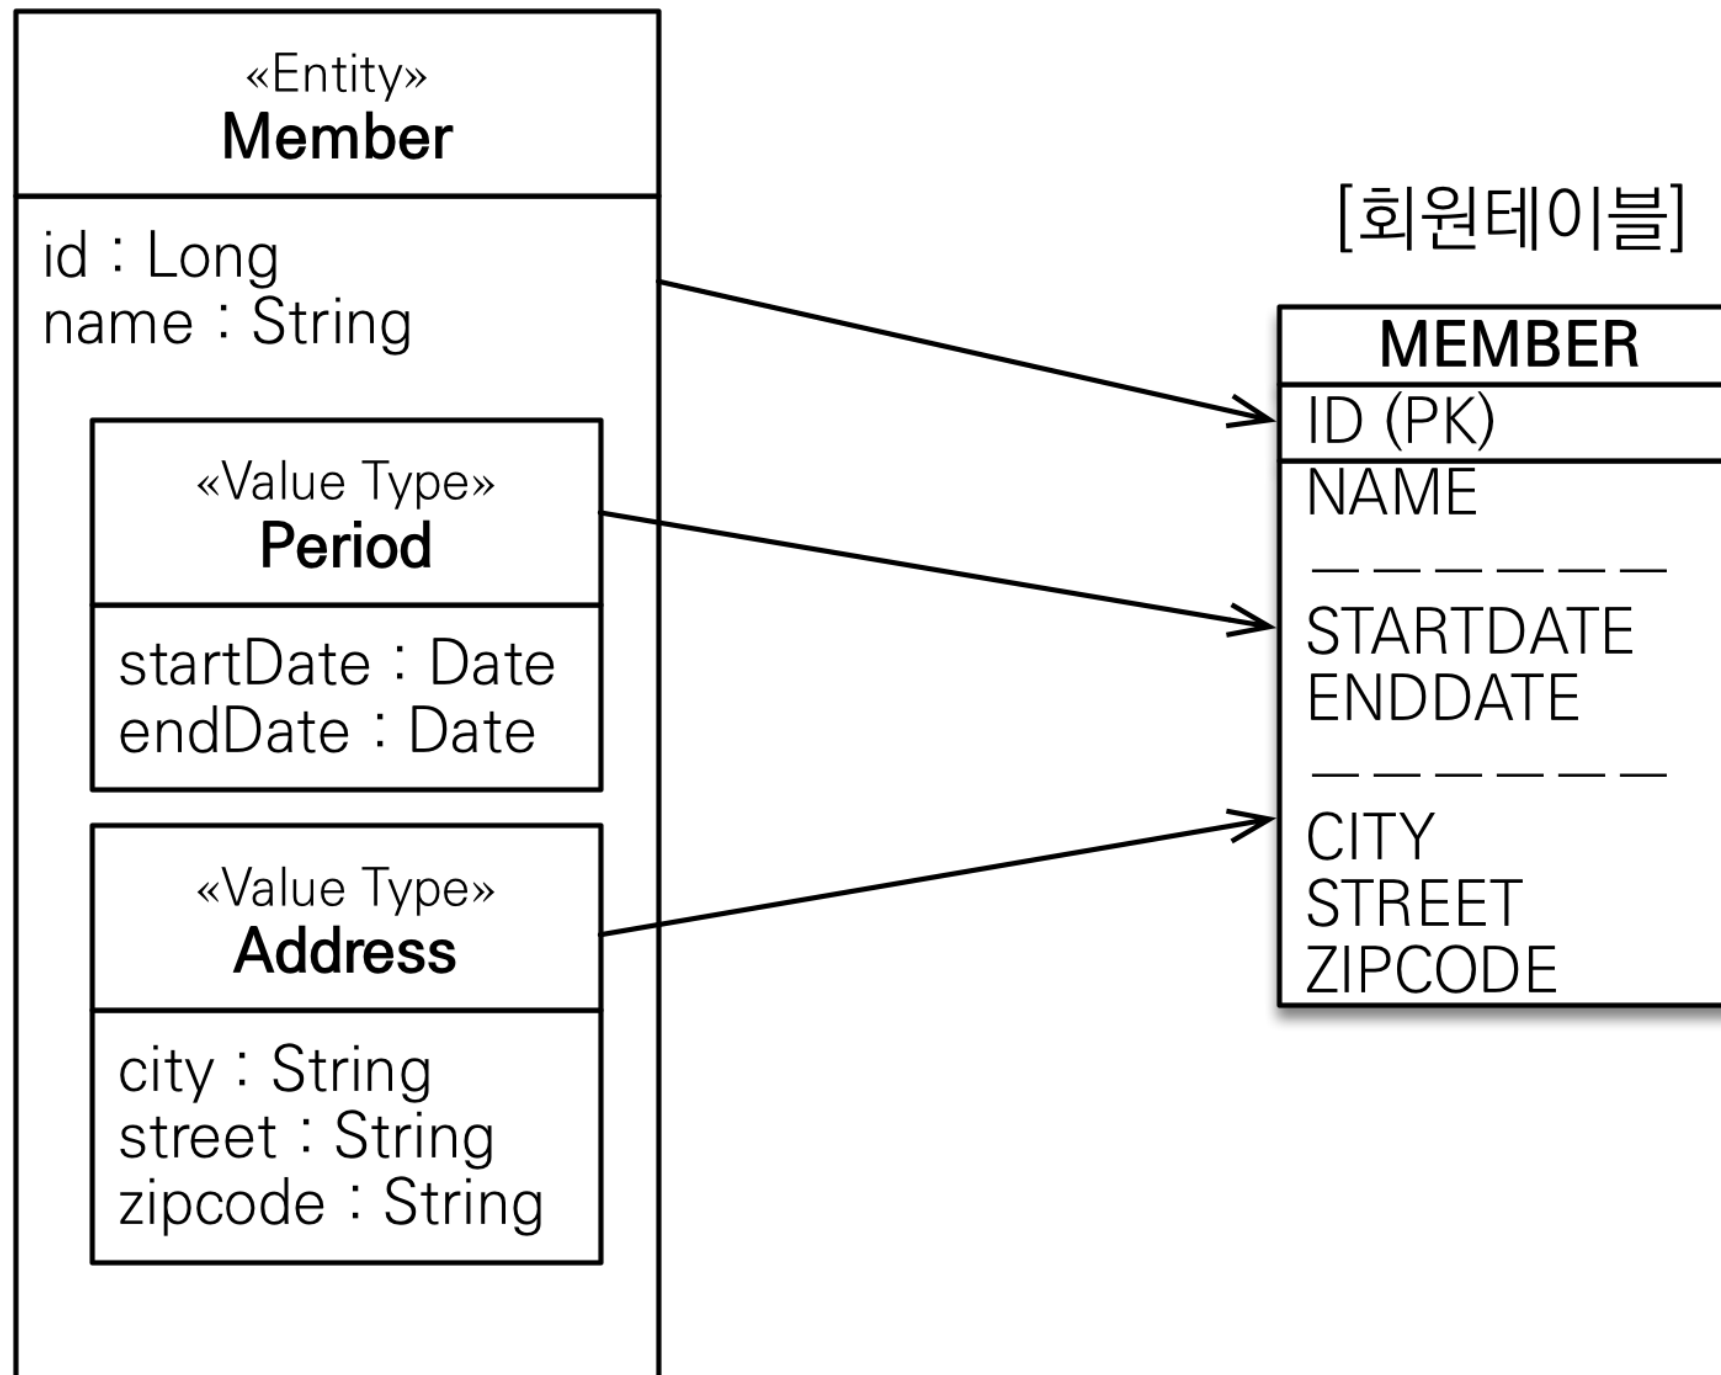 «Entity»
Member
id : Long
name : String
«Value Type»
Period
startDate : Date
endDate : Date
«Value Type»
Address
city : String
street : String
zipcode : String
[회원테이블]
MEMBER
ID (PK)
NAME
STARTDATE
ENDDATE
CITY
STREET
ZIPCODE